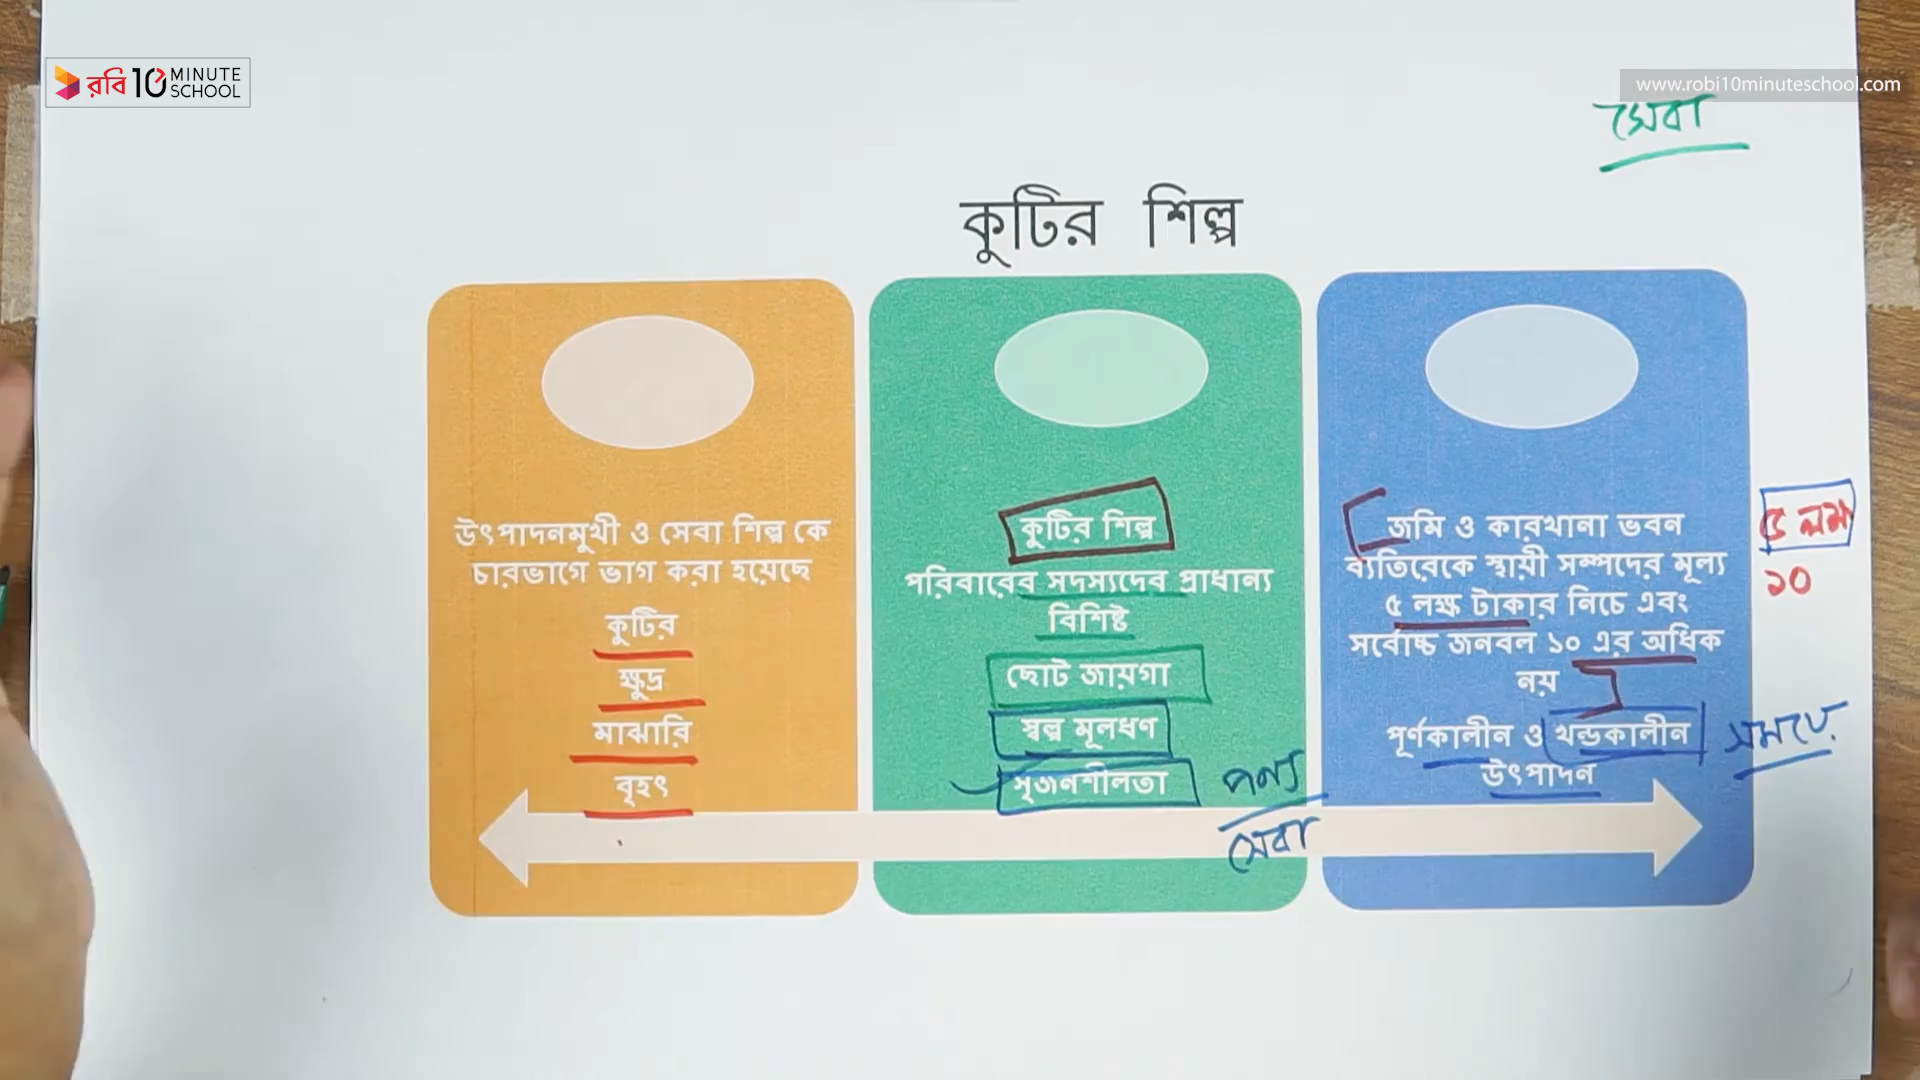 রবি 10 MINUTE SCHOOL
www.robi10minuteschool.com
সেবা
কুটির শিল্প
উৎপাদনমুখী ও সেবা শিল্প কে
চারভাগে ভাগ করা হয়েছে
কুটির
ক্ষুদ্র
মাঝারি
বৃহৎ
কুটির শিল্প
পরিবারের সদস্যদের প্রাধান্য
বিশিষ্ট
ছোট জায়গা
স্বল্প মূলধণ
সৃজনশীলতা
পণ্য
সেবা
জমি ও কারখানা ভবন
ব্যতিরেকে স্থায়ী সম্পদের মূল্য
৫ লক্ষ টাকার নিচে এবং
সর্বোচ্চ জনবল ১০ এর অধিক
নয়
পূর্ণকালীন ও খন্ডকালীন
উৎপাদন
৫ লক্ষ
১০